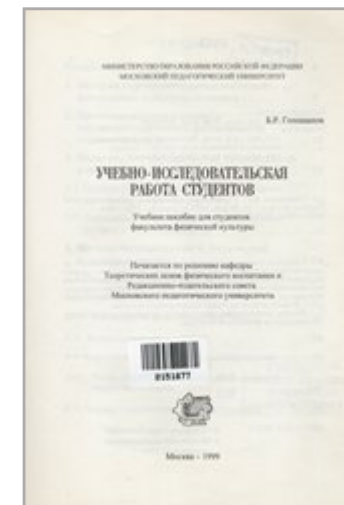 МИНИСТЕРСТВО ОБРАЗОВАНИЯ РОССИЙСКОЙ ФЕДЕРАЦИИ
МОСКОВСКИЙ ПЕДАГОГИЧЕСКИЙ УНИВЕРСИТЕТ
УЧЕБНО-ИССЛЕДОВАТЕЛЬСКАЯ
РАБОТА СТУДЕНТОВ
Учебное пособие для студентов
факультета физической культуры
Печатается по решению кафедры
Теоретических основ физического воспитания и
Редакционно-издательского совета
Московского педагогического университета
0151877
Москва - 1999